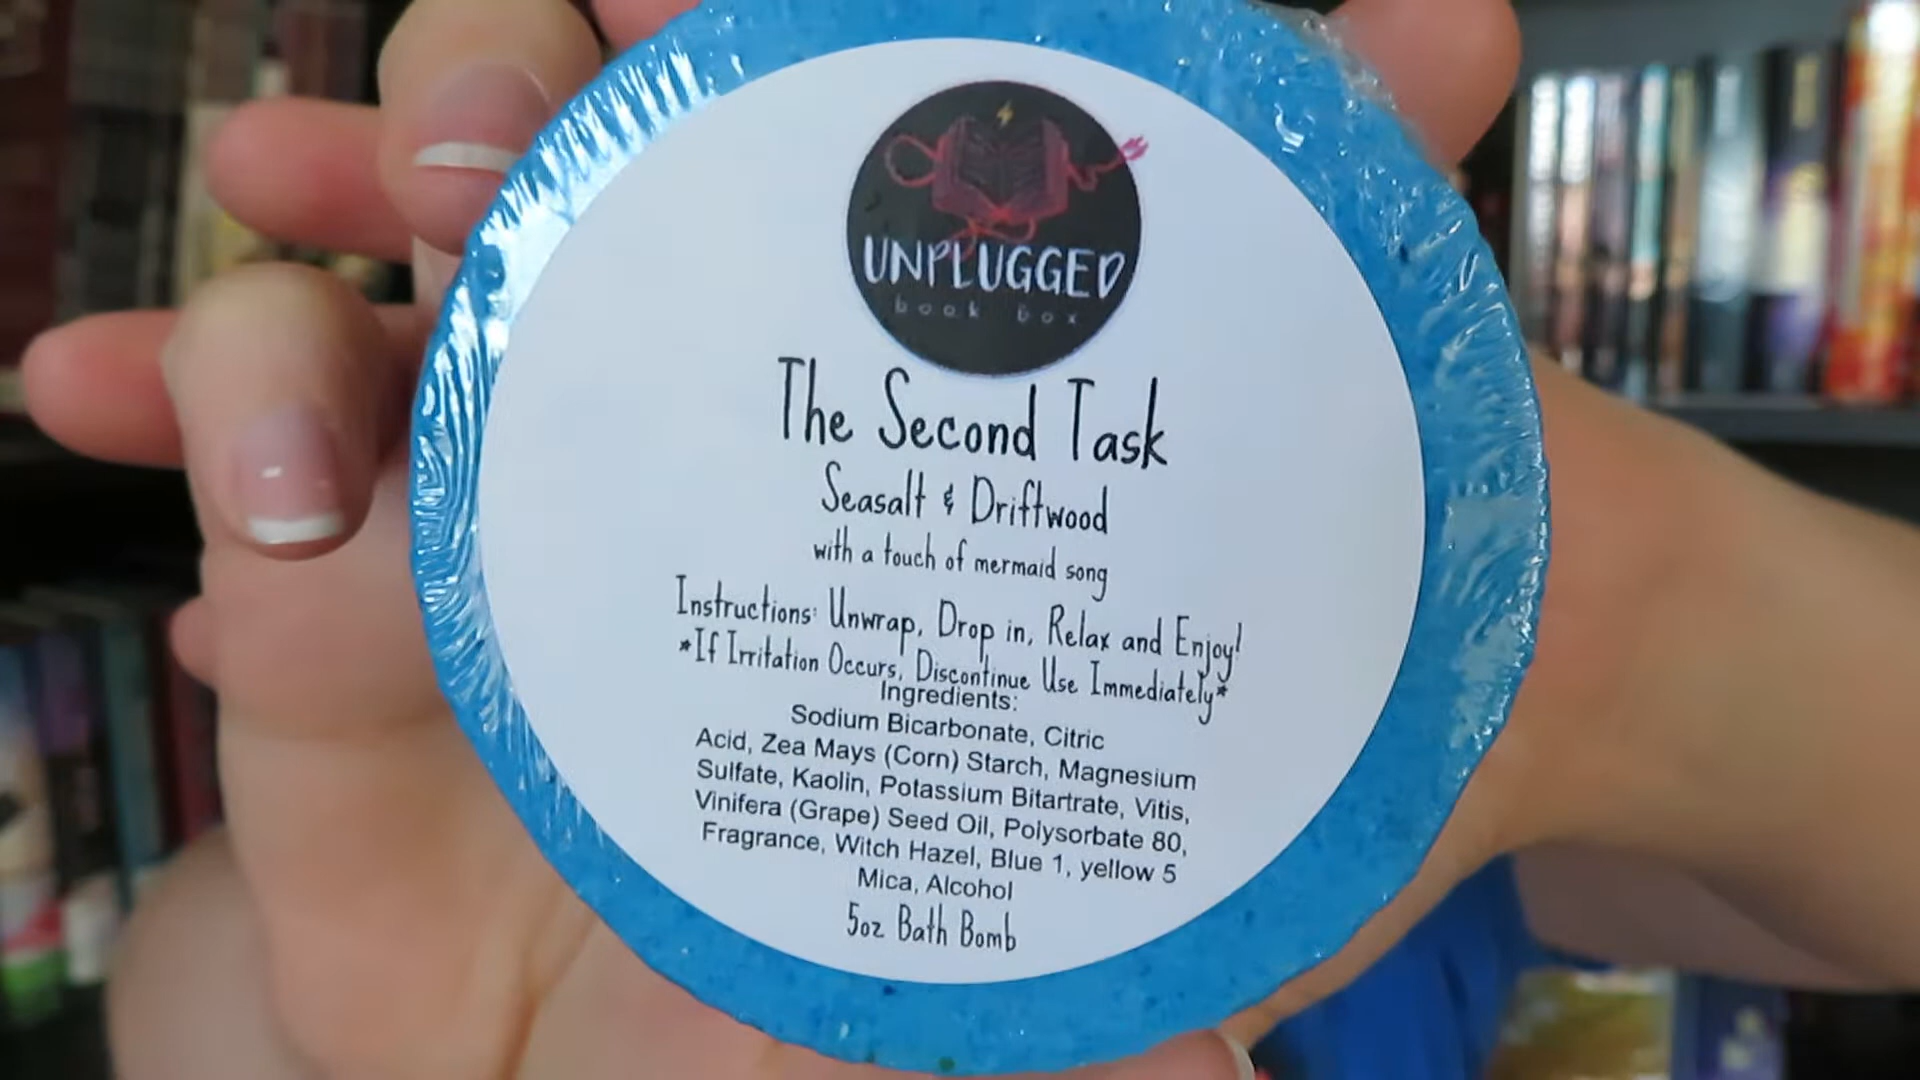 UNPLUGGED
book box
The Second Task
Seasalt & Driftwood
with a touch of mermaid song
Instructions: Unwrap, Drop in, Relax and Enjoy!
*If Irritation Occurs, Discontinue Use Immediately*
Ingredients:
Sodium Bicarbonate, Citric
Acid, Zea Mays (Corn) Starch, Magnesium
Sulfate, Kaolin, Potassium Bitartrate, Vitis,
Vinifera (Grape) Seed Oil, Polysorbate 80,
Fragrance, Witch Hazel, Blue 1, yellow 5
Mica, Alcohol
5oz Bath Bomb